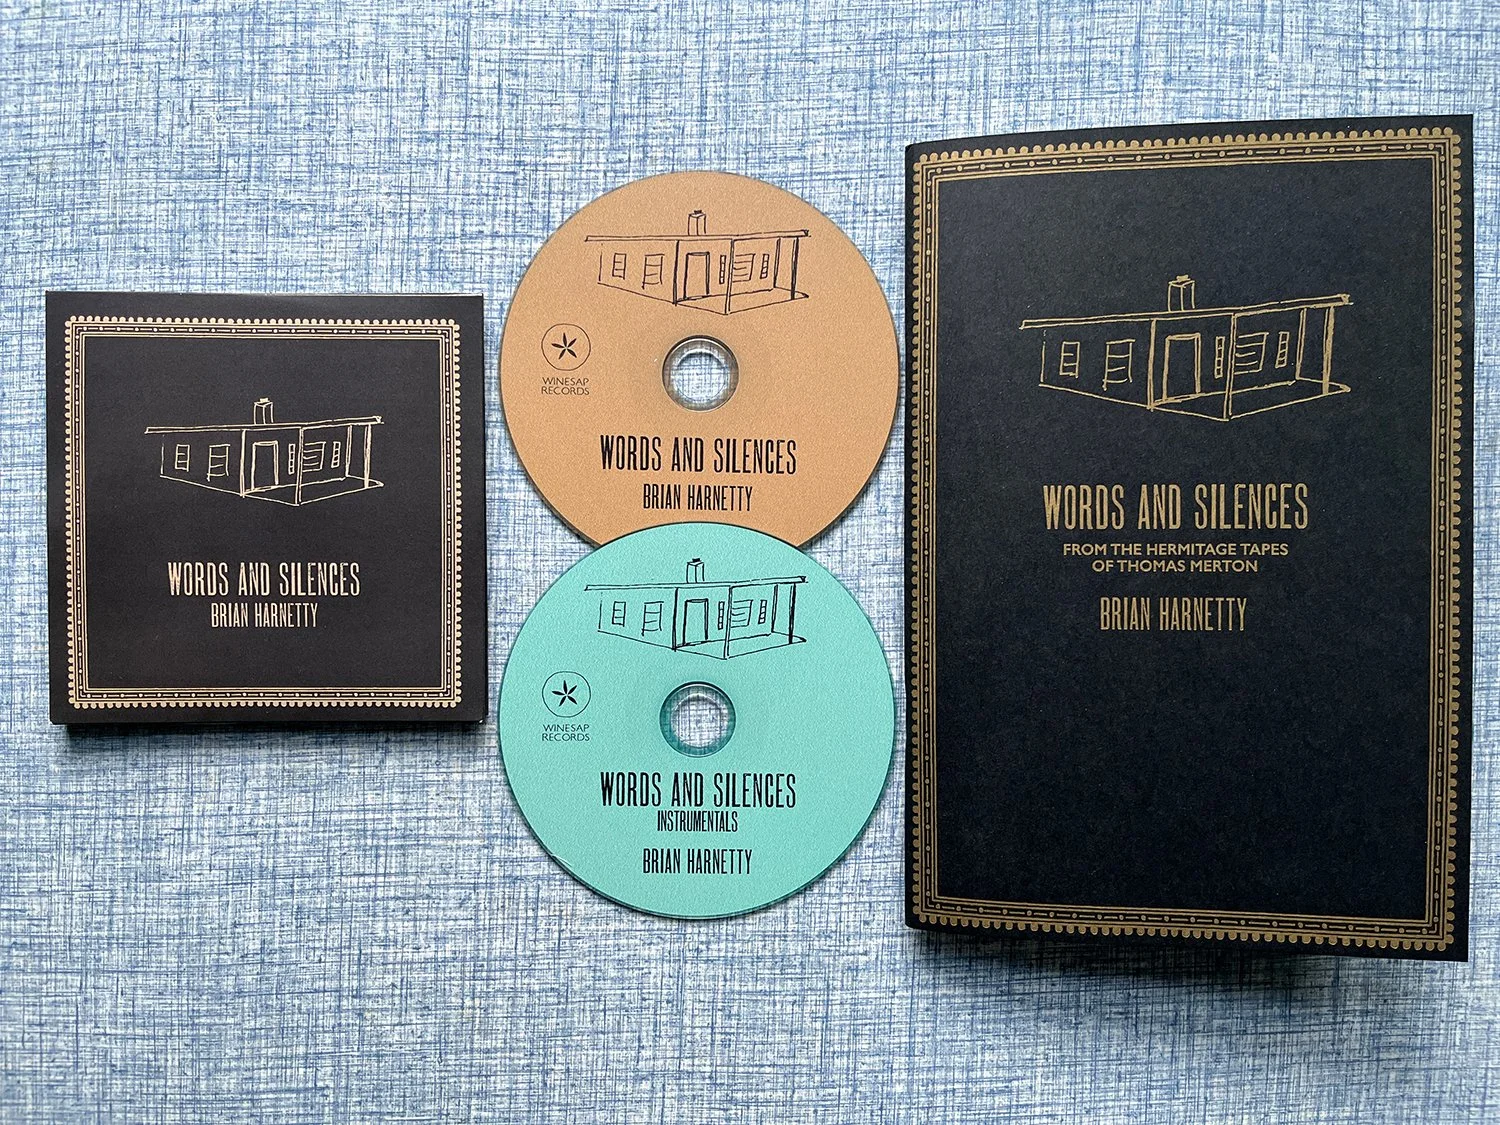 WORDS AND SILENCES
BRIAN HARNETTY
WINESAP
RECORDS
WORDS AND SILENCES
BRIAN HARNETTY
WINESAP
RECORDS
WORDS AND SILENCES
INSTRUMENTALS
BRIAN HARNETTY
WORDS AND SILENCES
FROM THE HERMITAGE TAPES
OF THOMAS MERTON
BRIAN HARNETTY